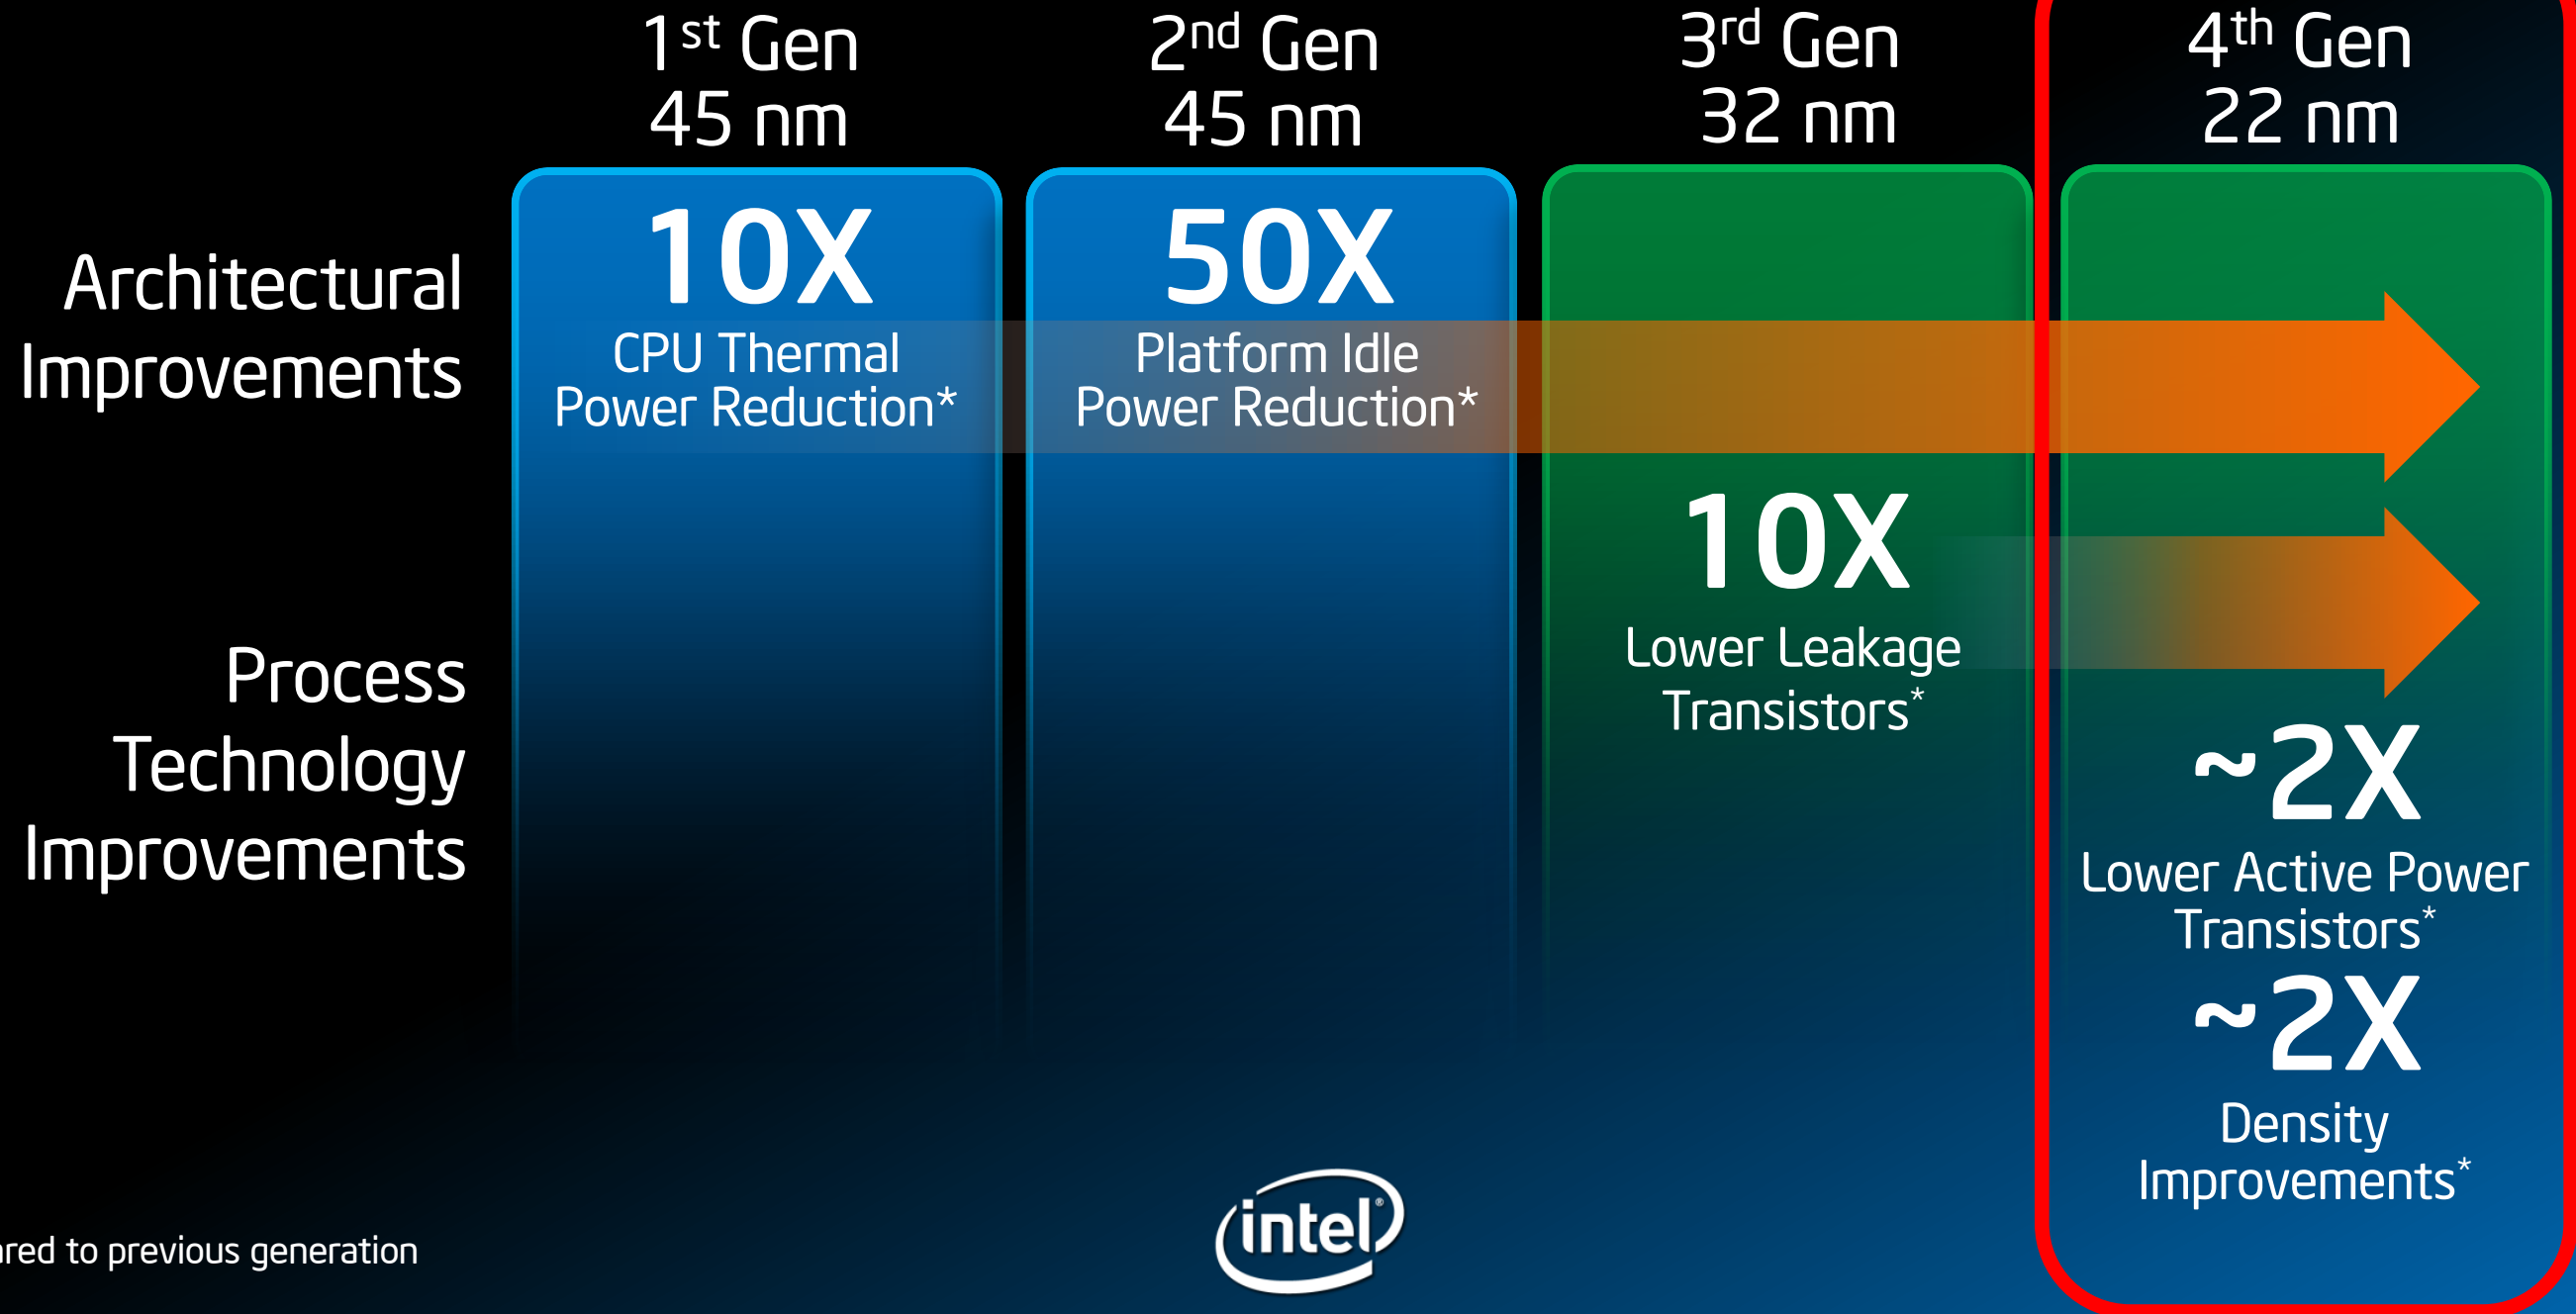 1st Gen
45 nm
2nd Gen
45 nm
3rd Gen
32 nm
4th Gen
22 nm
Architectural
Improvements
10X
CPU Thermal
Power Reduction*
50X
Platform Idle
Power Reduction*
Process
Technology
Improvements
10X
Lower Leakage
Transistors*
~2X
Lower Active Power
Transistors*
~2X
Density
Improvements*
to previous generation
intel®